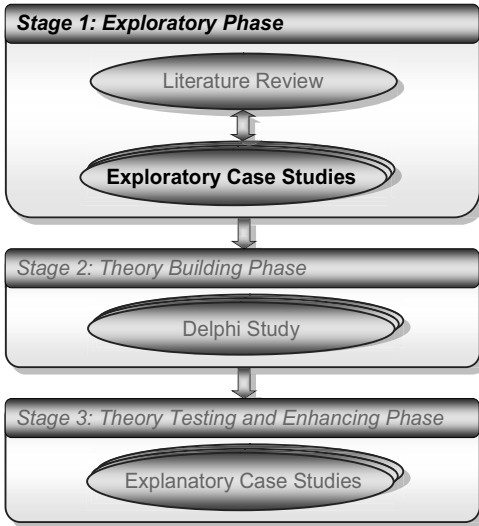 Stage 1: Exploratory Phase
Literature Review
Exploratory Case Studies
Stage 2: Theory Building Phase
Delphi Study
Stage 3: Theory Testing and Enhancing Phase
Explanatory Case Studies